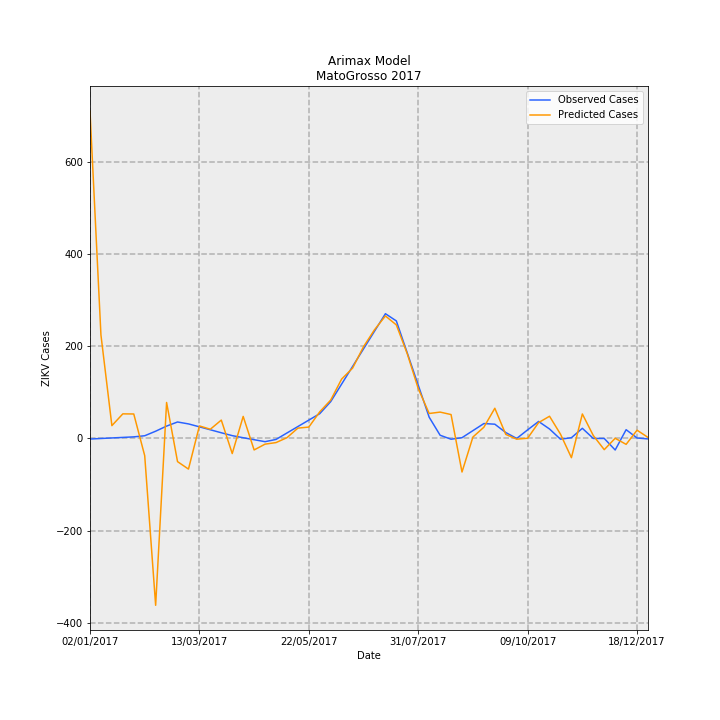 Arimax Model
MatoGrosso 2017
Observed Cases
Predicted Cases
600
400
200
0
−200
−400
ZIKV Cases
02/01/2017
13/03/2017
22/05/2017
31/07/2017
09/10/2017
18/12/2017
Date